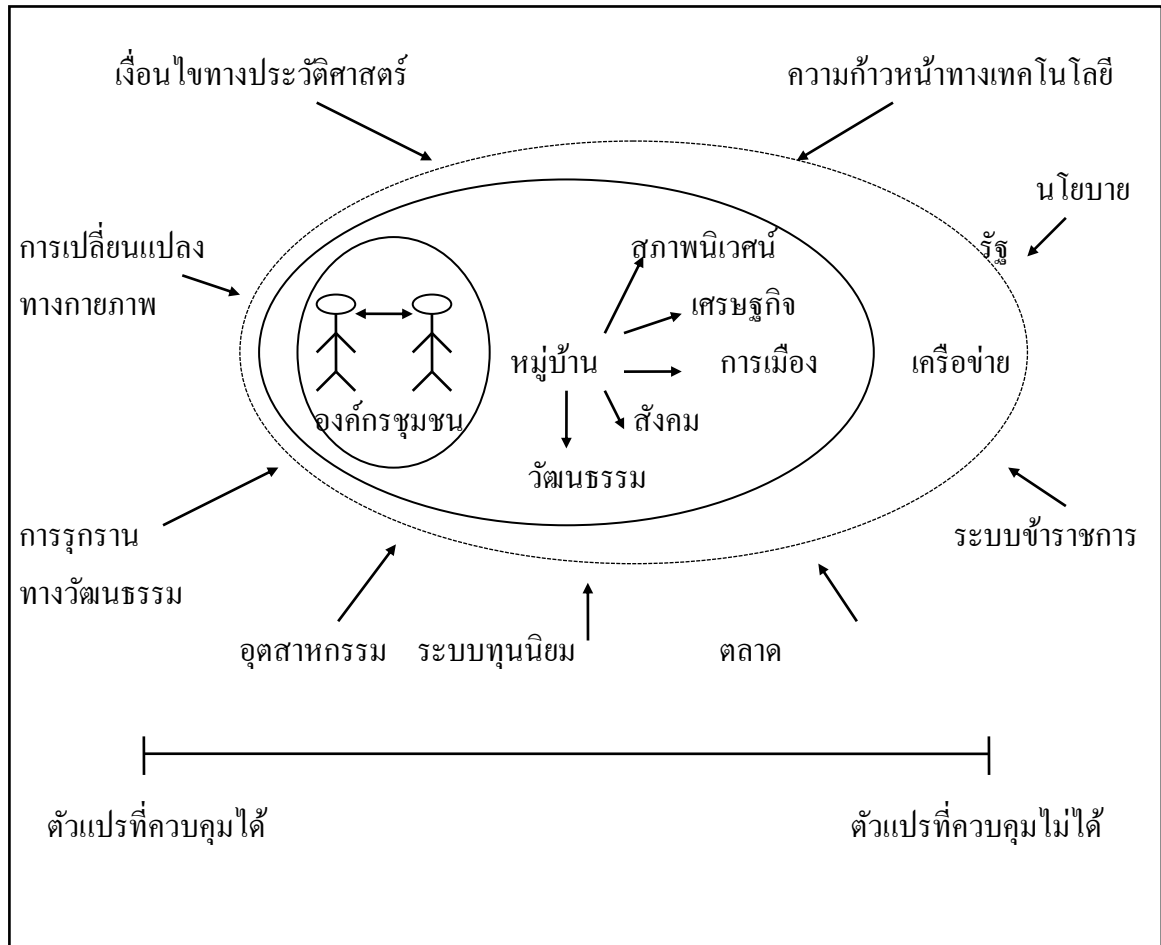 เงื่อนไขทางประวัติศาสตร์
ความก้าวหน้าทางเทคโนโลยี
นโยบาย
การเปลี่ยนแปลง
ทางกายภาพ
สภาพนิเวศน์
รัฐ
เศรษฐกิจ
หมู่บ้าน
การเมือง
เครือข่าย
องค์กรชุมชน
สังคม
วัฒนธรรม
การรุกราน
ทางวัฒนธรรม
ระบบข้าราชการ
อุตสาหกรรม
ระบบทุนนิยม
ตลาด
ตัวแปรที่ควบคุมได้
ตัวแปรที่ควบคุมไม่ได้